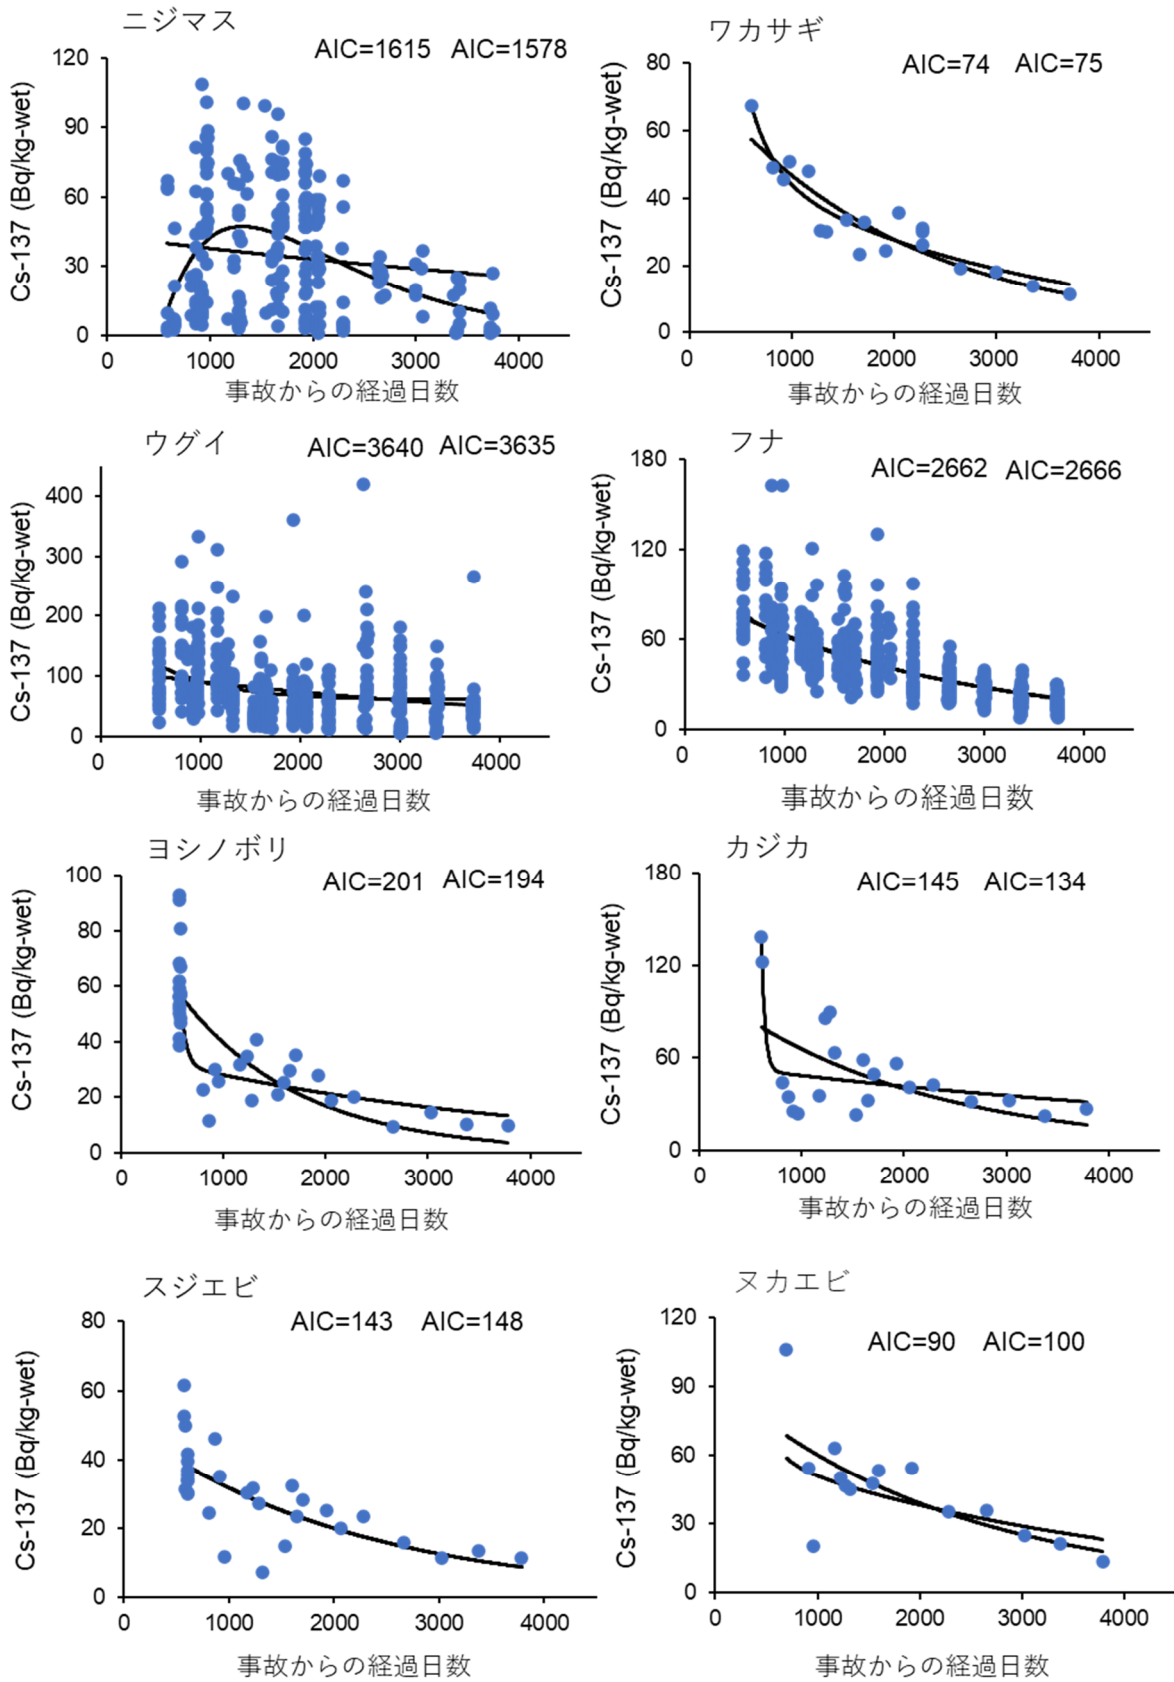 ニジマス
AIC=1615 AIC=1578
Cs-137 (Bq/kg-wet)
120
90
60
30
0
0 1000 2000 3000 4000
事故からの経過日数
ワカサギ
AIC=74 AIC=75
Cs-137 (Bq/kg-wet)
80
60
40
20
0
0 1000 2000 3000 4000
事故からの経過日数
ウグイ
AIC=3640 AIC=3635
Cs-137 (Bq/kg-wet)
400
300
200
100
0
0 1000 2000 3000 4000
事故からの経過日数
フナ
AIC=2662 AIC=2666
Cs-137 (Bq/kg-wet)
180
120
60
0
0 1000 2000 3000 4000
事故からの経過日数
ヨシノボリ
AIC=201 AIC=194
Cs-137 (Bq/kg-wet)
100
80
60
40
20
0
0 1000 2000 3000 4000
事故からの経過日数
カジカ
AIC=145 AIC=134
Cs-137 (Bq/kg-wet)
180
120
60
0
0 1000 2000 3000 4000
事故からの経過日数
スジエビ
AIC=143 AIC=148
Cs-137 (Bq/kg-wet)
80
60
40
20
0
0 1000 2000 3000 4000
事故からの経過日数
ヌカエビ
AIC=90 AIC=100
Cs-137 (Bq/kg-wet)
120
90
60
30
0
0 1000 2000 3000 4000
事故からの経過日数